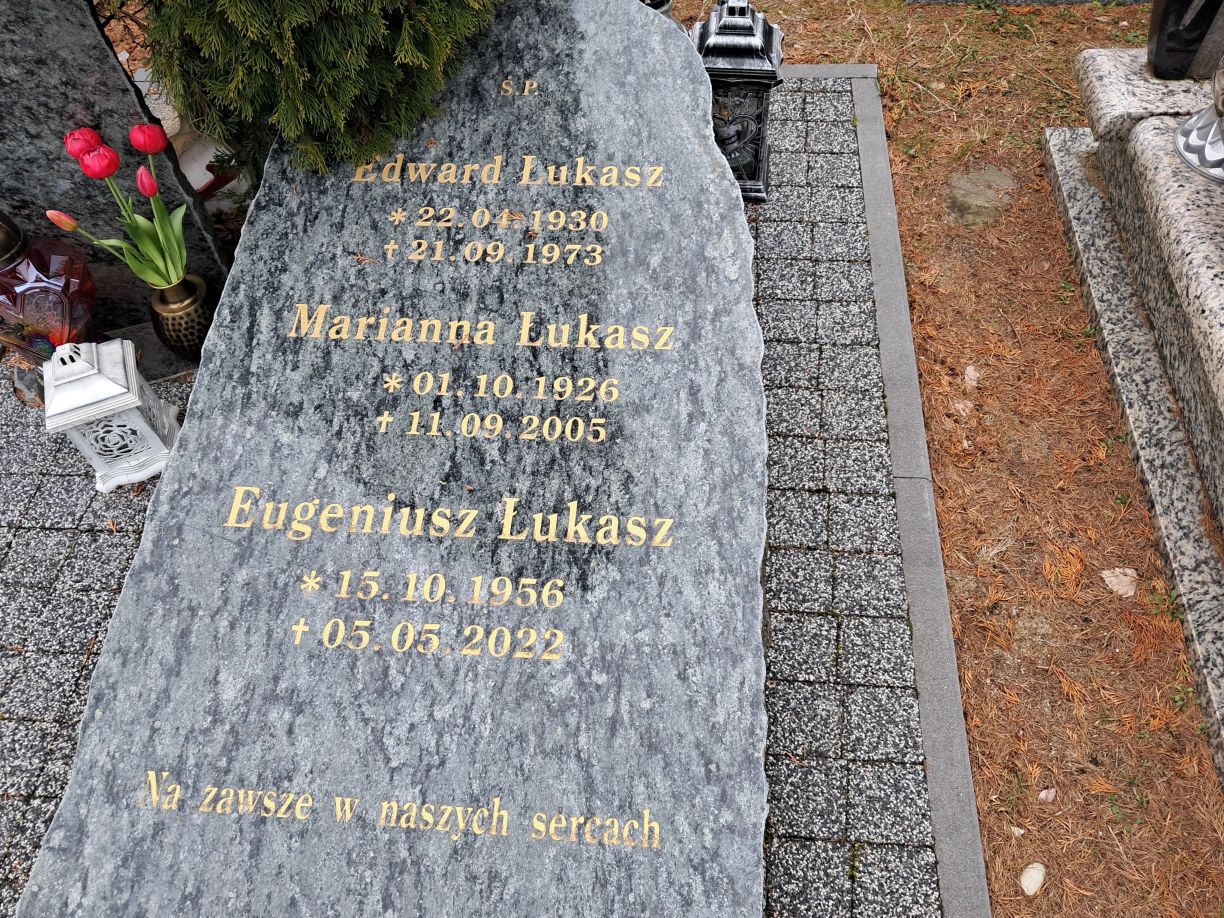 Ś.P.
Edward Łukasz
* 22.04.1930
✝ 21.09.1973
Marianna Łukasz
* 01.10.1926
✝ 11.09.2005
Eugeniusz Łukasz
* 15.10.1956
✝ 05.05.2022
Na zawsze w naszych sercach